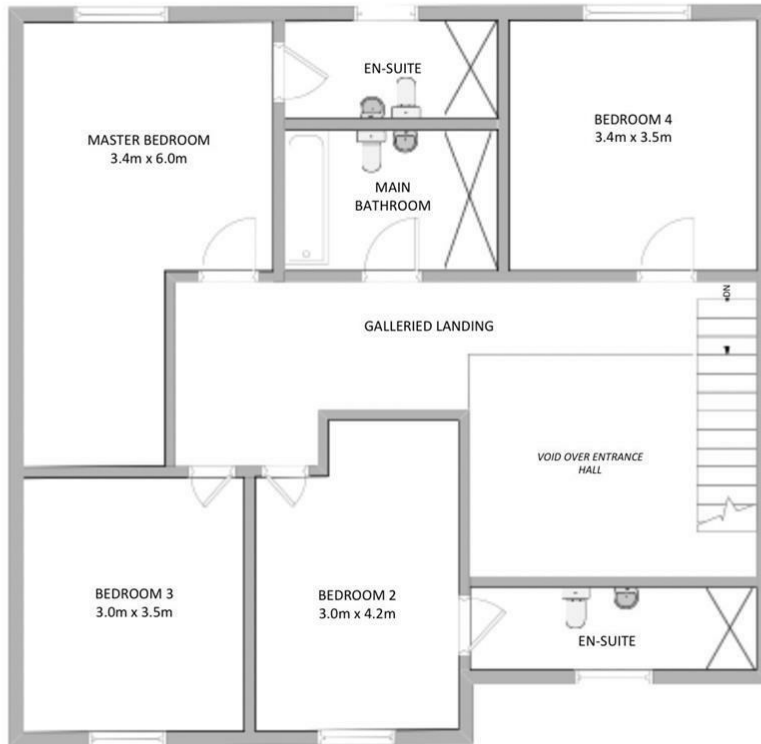 EN-SUITE
MASTER BEDROOM
3.4m x 6.0m
BEDROOM 4
3.4m x 3.5m
MAIN
BATHROOM
DN
GALLERIED LANDING
VOID OVER ENTRANCE
HALL
BEDROOM 3
3.0m x 3.5m
BEDROOM 2
3.0m x 4.2m
EN-SUITE